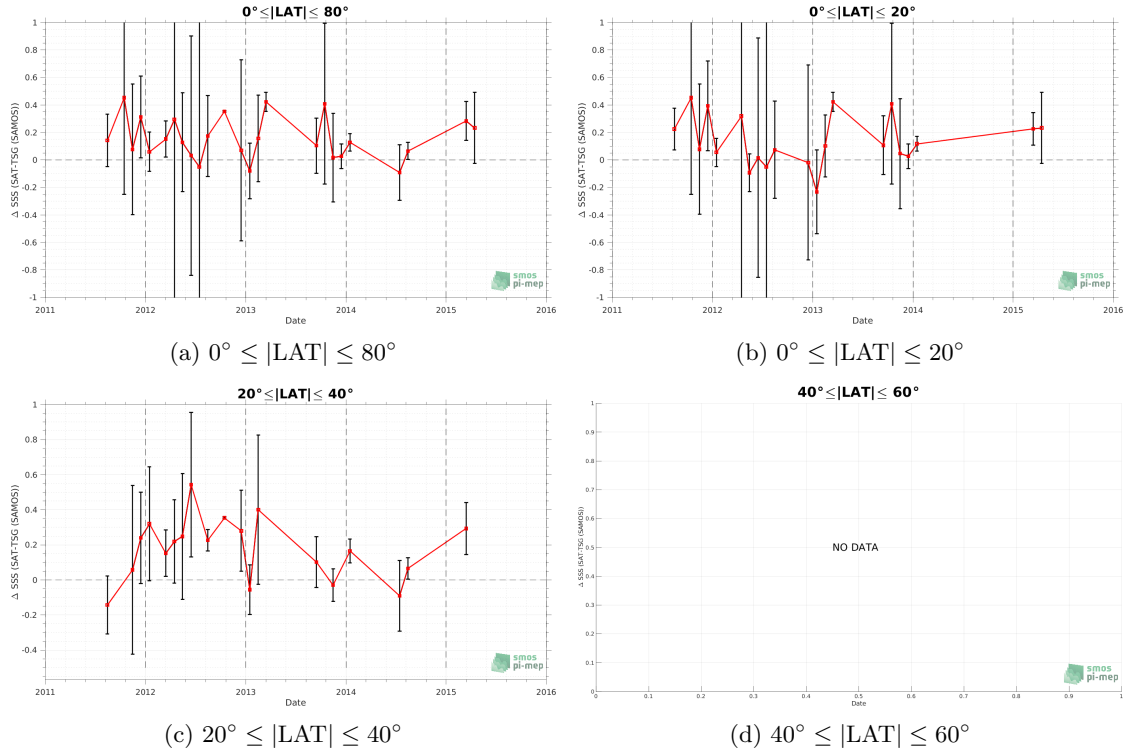 0°≤|LAT|≤ 80°
1
0.8
0.6
0.4
0.2
0
-0.2
-0.4
-0.6
-0.8
-1
Δ SSS (SAT-TSG (SAMOS))
2011 2012 2013 2014 2015 2016
Date
smos
pi-mep
(a) 0° ≤ |LAT| ≤ 80°
0°≤|LAT|≤ 20°
1
0.8
0.6
0.4
0.2
0
-0.2
-0.4
-0.6
-0.8
-1
Δ SSS (SAT-TSG (SAMOS))
2011 2012 2013 2014 2015 2016
Date
smos
pi-mep
(b) 0° ≤ |LAT| ≤ 20°
20°≤|LAT|≤ 40°
1
0.8
0.6
0.4
0.2
0
-0.2
-0.4
Δ SSS (SAT-TSG (SAMOS))
2011 2012 2013 2014 2015 2016
Date
smos
pi-mep
(c) 20° ≤ |LAT| ≤ 40°
40°≤|LAT|≤ 60°
1
0.9
0.8
0.7
0.6
0.5
0.4
0.3
0.2
0.1
0
Δ SSS (SAT-TSG (SAMOS))
NO DATA
0 0.1 0.2 0.3 0.4 0.5 0.6 0.7 0.8 0.9 1
Date
smos
pi-mep
(d) 40° ≤ |LAT| ≤ 60°